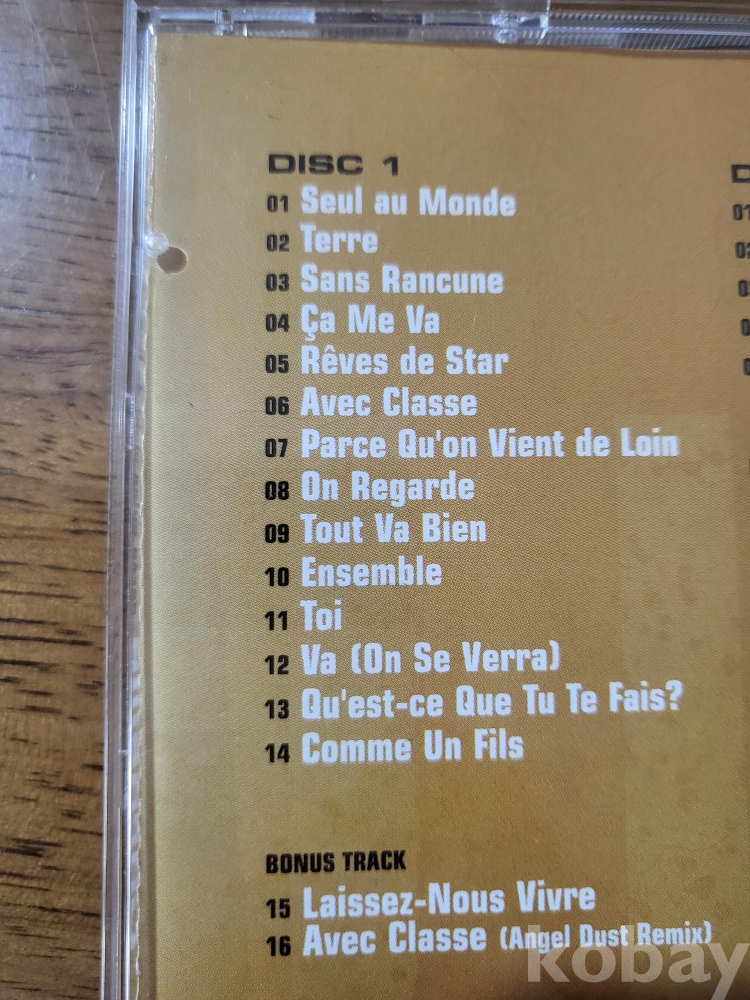 DISC 1
01 Seul au Monde
02 Terre
03 Sans Rancune
04 Ça Me Va
05 Rêves de Star
06 Avec Classe
07 Parce Qu'on Vient de Loin
08 On Regarde
09 Tout Va Bien
10 Ensemble
11 Toi
12 Va (On Se Verra)
13 Qu'est-ce Que Tu Te Fais?
14 Comme Un Fils
BONUS TRACK
15 Laissez-Nous Vivre
16 Avec Classe (Angel Dust Remix)
D
01
02
kobay